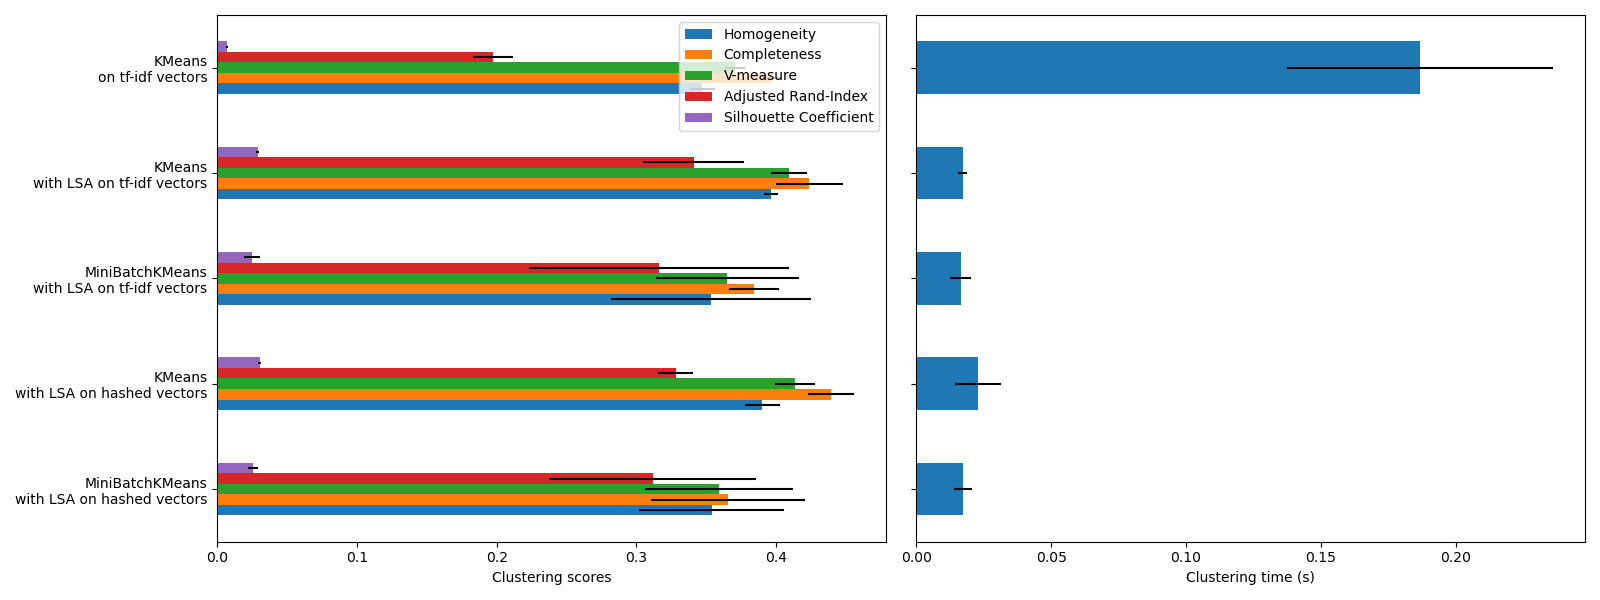 KMeans
on tf-idf vectors
KMeans
with LSA on tf-idf vectors
MiniBatchKMeans
with LSA on tf-idf vectors
KMeans
with LSA on hashed vectors
MiniBatchKMeans
with LSA on hashed vectors
Homogeneity
Completeness
V-measure
Adjusted Rand-Index
Silhouette Coefficient
0.0 0.1 0.2 0.3 0.4
Clustering scores
0.00 0.05 0.10 0.15 0.20
Clustering time (s)